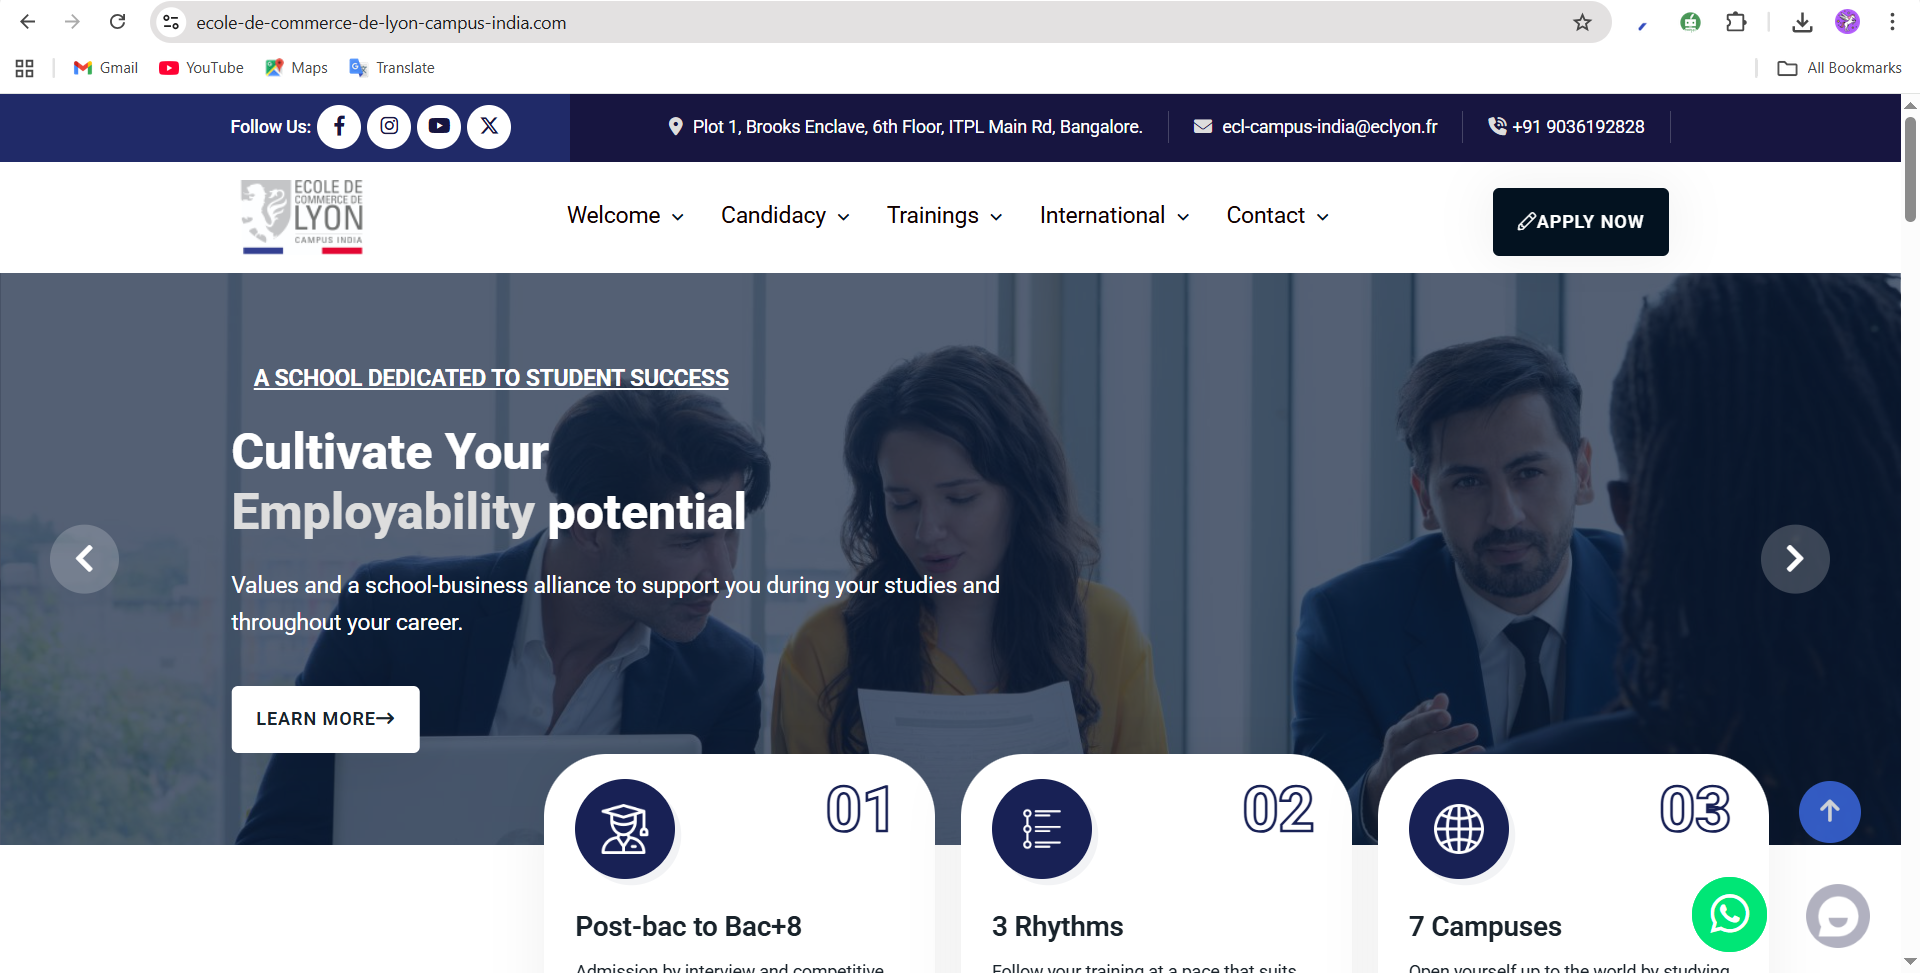 ecole-de-commerce-de-lyon-campus-india.com
Gmail
YouTube
Maps
Translate
All Bookmarks
Follow Us:
Plot 1, Brooks Enclave, 6th Floor, ITPL Main Rd, Bangalore.
ecl-campus-india@eclyon.fr
+91 9036192828
ECOLE DE
COMMERCE DE
LYON
CAMPUS INDIA
Welcome
Candidacy
Trainings
International
Contact
APPLY NOW
A SCHOOL DEDICATED TO STUDENT SUCCESS
Cultivate Your
Employability potential
Values and a school-business alliance to support you during your studies and
throughout your career.
LEARN MORE
01
Post-bac to Bac+8
Admission by interview and competitive
02
3 Rhythms
Follow your training at a pace that suits
03
7 Campuses
Open yourself up to the world by studying